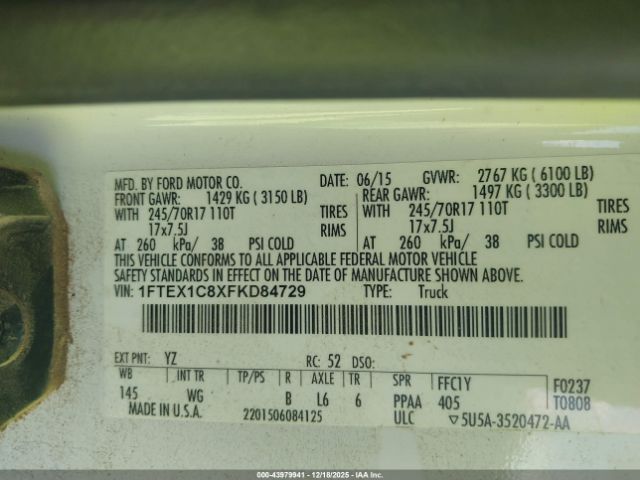 MFD. BY FORD MOTOR CO. DATE: 06/15 GVWR: 2767 KG ( 6100 LB)
FRONT GAWR: 1429 KG ( 3150 LB) REAR GAWR: 1497 KG ( 3300 LB)
WITH 245/70R17 110T TIRES WITH 245/70R17 110T TIRES
17x7.5J RIMS 17x7.5J RIMS
AT 260 kPa/ 38 PSI COLD AT 260 kPa/ 38 PSI COLD
THIS VEHICLE CONFORMS TO ALL APPLICABLE FEDERAL MOTOR VEHICLE
SAFETY STANDARDS IN EFFECT ON THE DATE OF MANUFACTURE SHOWN ABOVE.
VIN: 1FTEX1C8XFKD84729 TYPE: Truck
EXT PNT: YZ RC: 52 DSO:
WB INT TR TP/PS R AXLE TR SPR FFC1Y F0237
145 WG B L6 6 PPAA 405 T0808
MADE IN U.S.A. 2201506084125 ULC ▽5U5A-3520472-AA
000-43979941 - 12/18/2025 - IAAI.COM